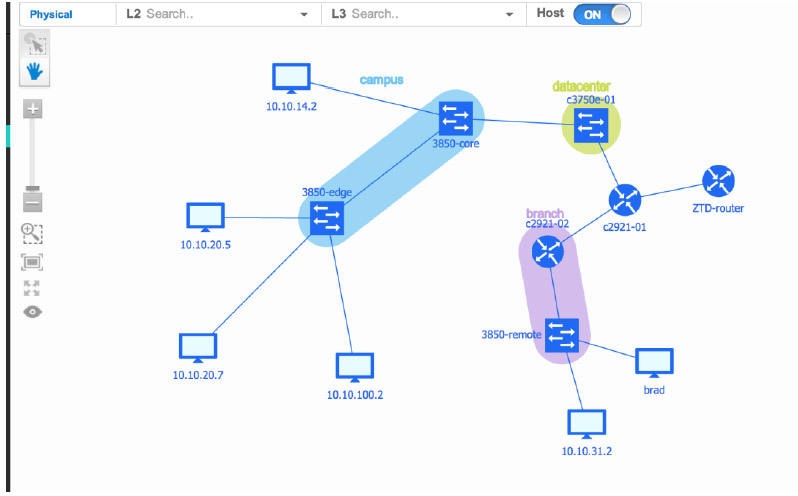 Physical
L2 Search..
L3 Search..
Host ON
campus
datacenter
c3750e-01
10.10.14.2
3850-core
3850-edge
ZTD-router
branch
c2921-02
c2921-01
10.10.20.5
3850-remote
10.10.20.7
10.10.100.2
brad
10.10.31.2